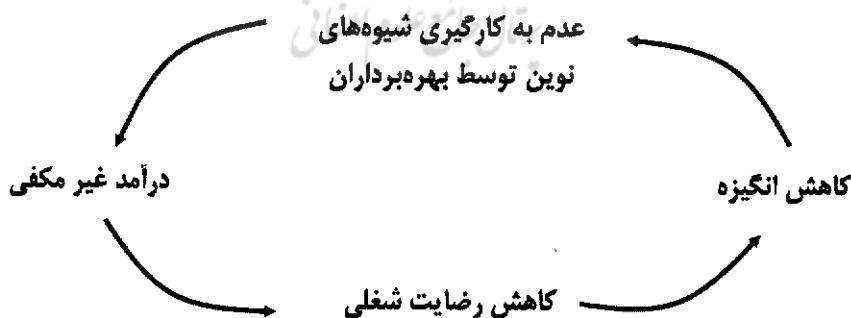 عدم به کارگیری شیوه‌های
نوین توسط بهره‌برداران
درآمد غیر مکفی
کاهش انگیزه
کاهش رضایت شغلی